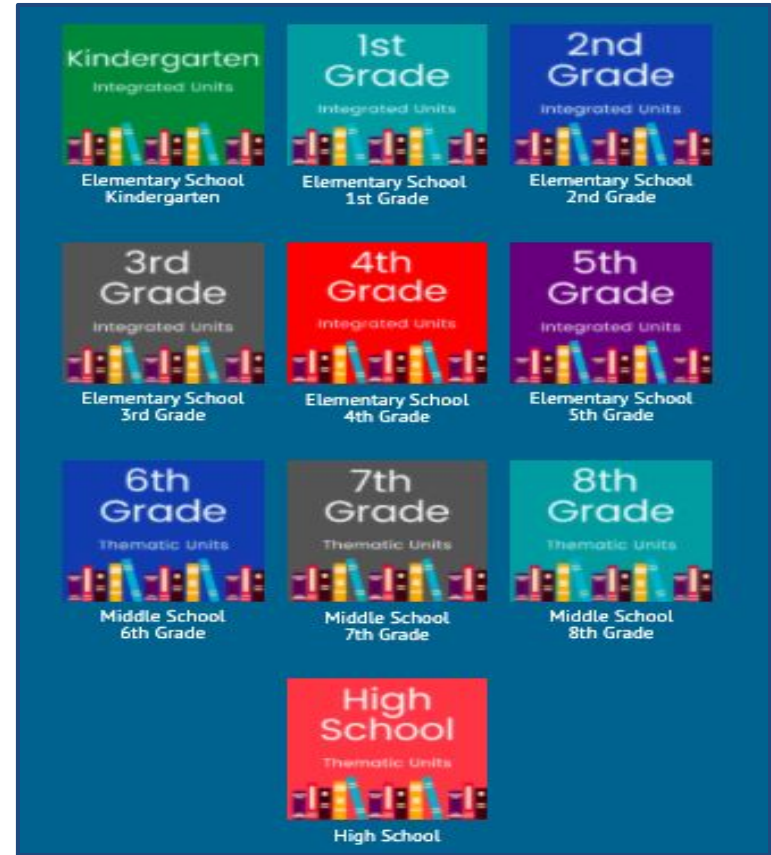 Kindergarten
Integrated Units
Elementary School
Kindergarten
1st
Grade
Integrated Units
Elementary School
1st Grade
2nd
Grade
Integrated Units
Elementary School
2nd Grade
3rd
Grade
Integrated Units
Elementary School
3rd Grade
4th
Grade
Integrated Units
Elementary School
4th Grade
5th
Grade
Integrated Units
Elementary School
5th Grade
6th
Grade
Thematic Units
Middle School
6th Grade
7th
Grade
Thematic Units
Middle School
7th Grade
8th
Grade
Thematic Units
Middle School
8th Grade
High
School
Thematic Units
High School